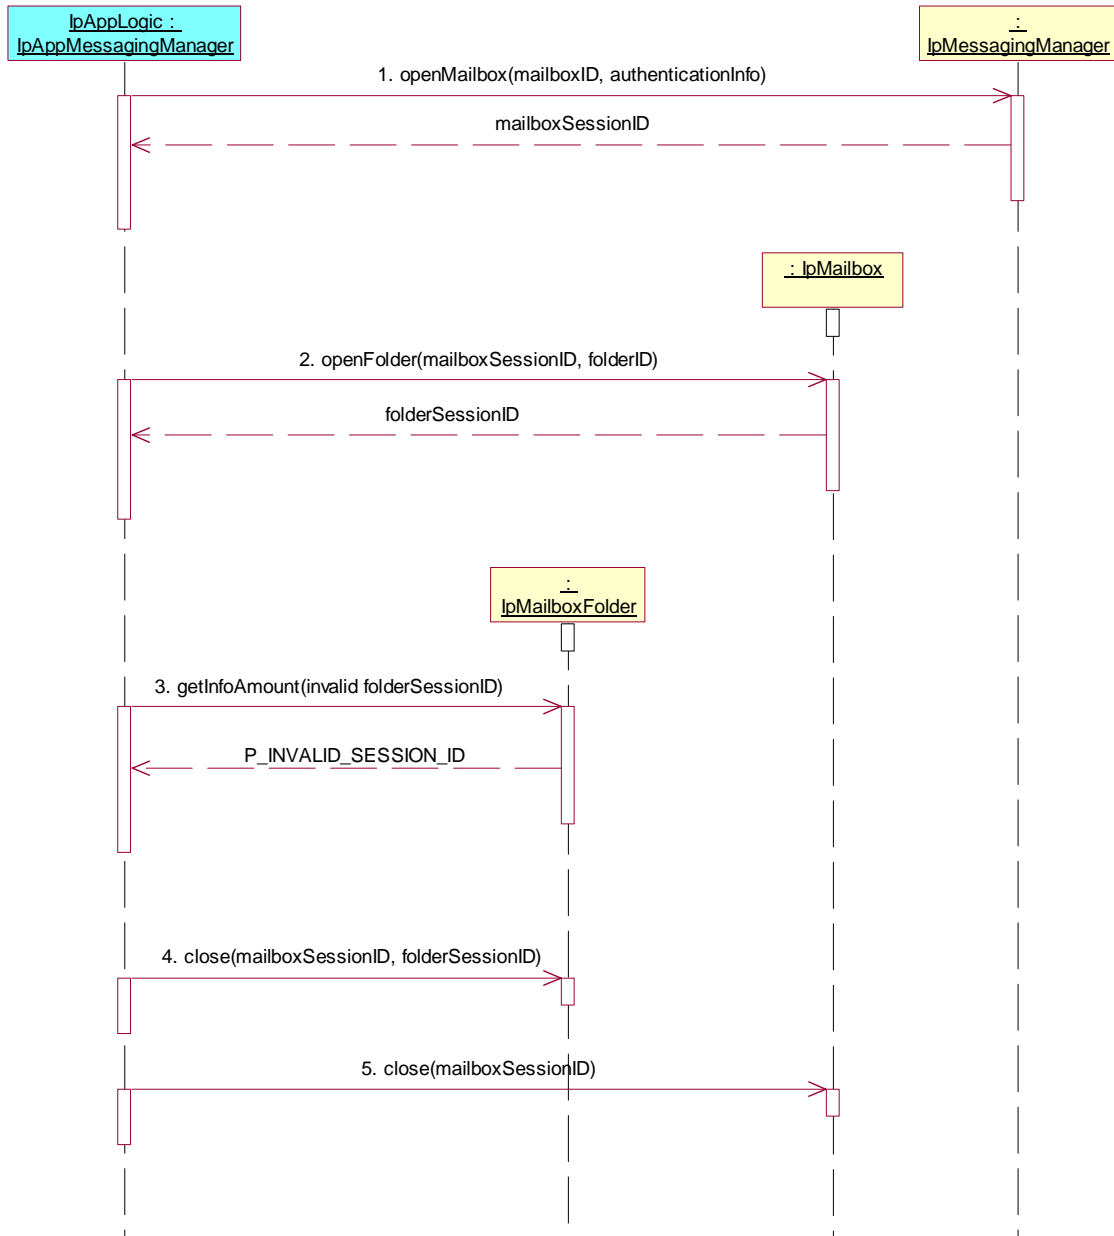 IpAppLogic :
IpAppMessagingManager
:
IpMessagingManager
1. openMailbox(mailboxID, authenticationInfo)
mailboxSessionID
: IpMailbox
2. openFolder(mailboxSessionID, folderID)
folderSessionID
:
IpMailboxFolder
3. getInfoAmount(invalid folderSessionID)
P_INVALID_SESSION_ID
4. close(mailboxSessionID, folderSessionID)
5. close(mailboxSessionID)